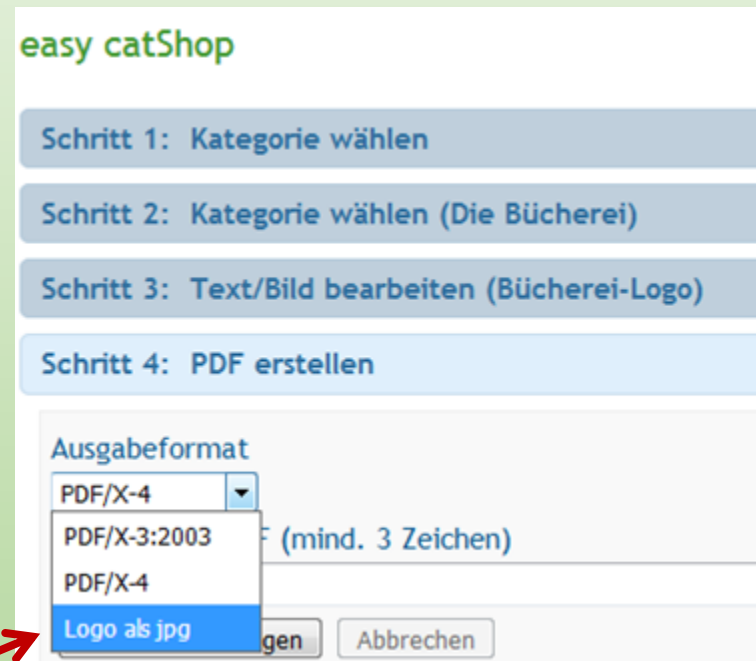 easy catShop
Schritt 1: Kategorie wählen
Schritt 2: Kategorie wählen (Die Bücherei)
Schritt 3: Text/Bild bearbeiten (Bücherei-Logo)
Schritt 4: PDF erstellen
Ausgabeformat
PDF/X-4
PDF/X-3:2003
(mind. 3 Zeichen)
PDF/X-4
Logo als jpg
Abbrechen